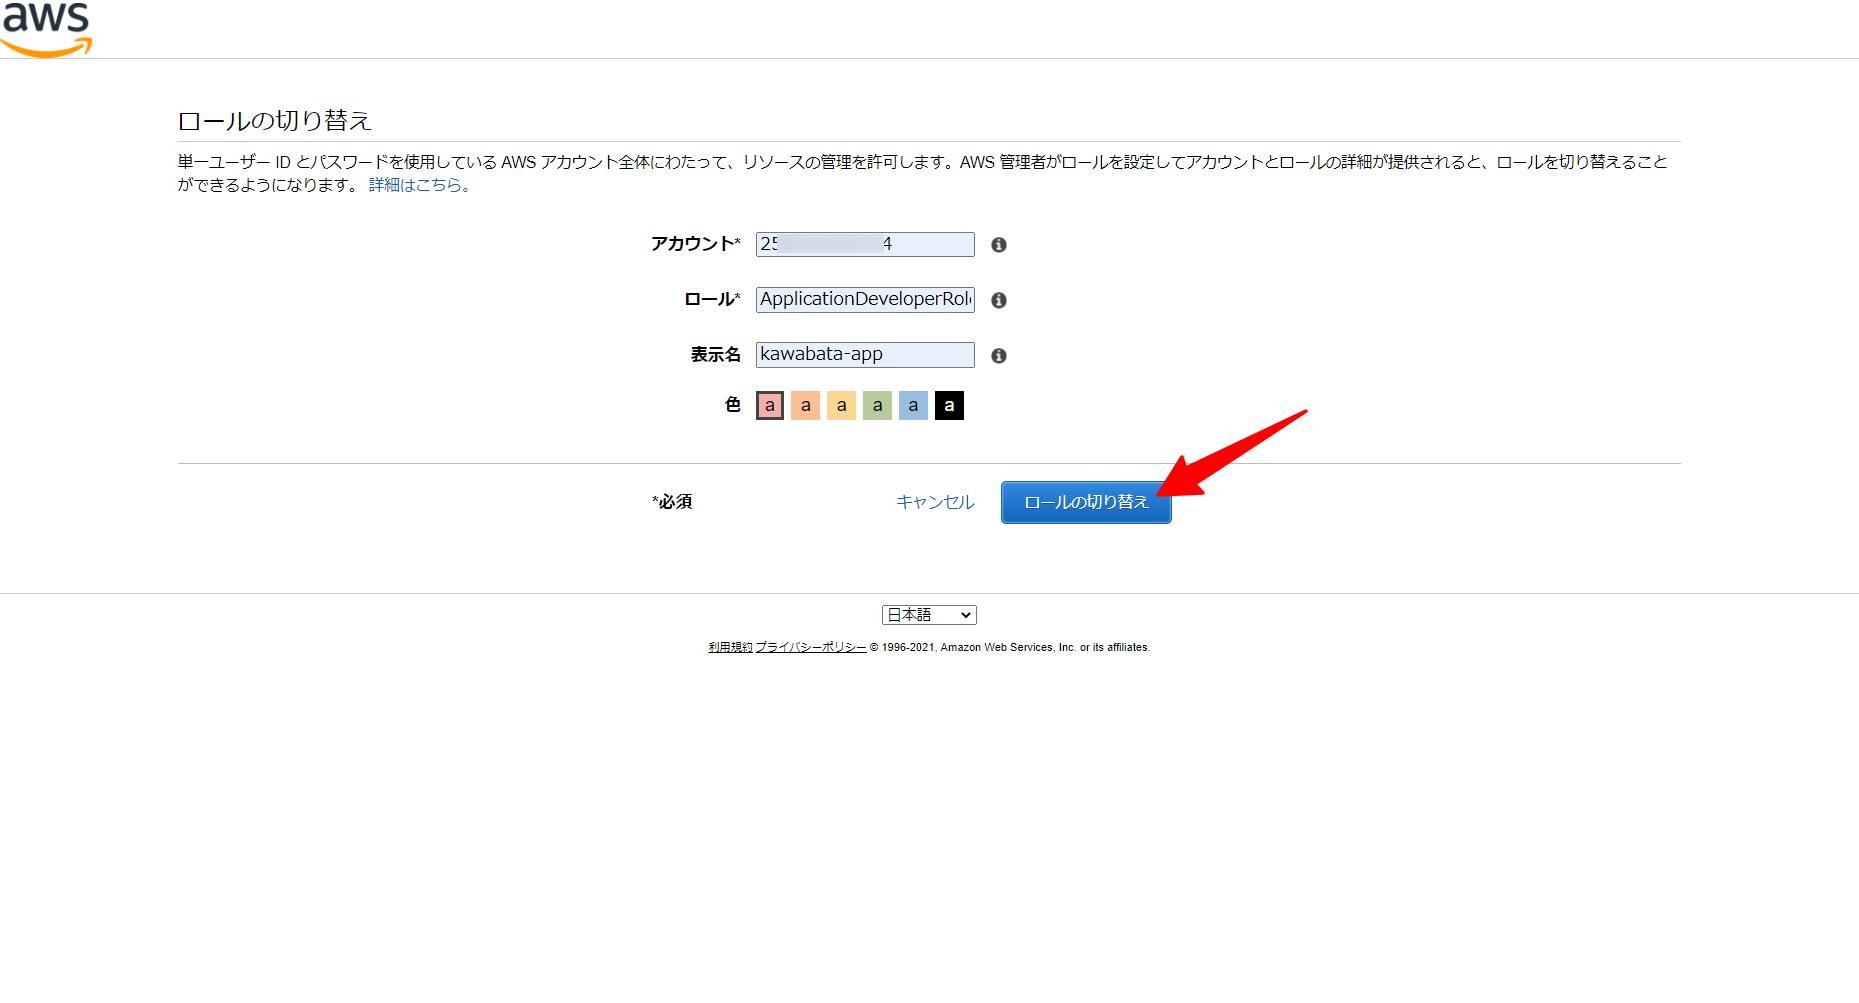 aws
ロールの切り替え
単一ユーザー ID とパスワードを使用している AWS アカウント全体にわたって、リソースの管理を許可します。AWS 管理者がロールを設定してアカウントとロールの詳細が提供されると、ロールを切り替えること
ができるようになります。 詳細はこちら。
アカウント* 25 4
ロール* ApplicationDeveloperRol
表示名 kawabata-app
色 a a a a a a
*必須 キャンセル ロールの切り替え
日本語
利用規約 プライバシーポリシー © 1996-2021, Amazon Web Services, Inc. or its affiliates.